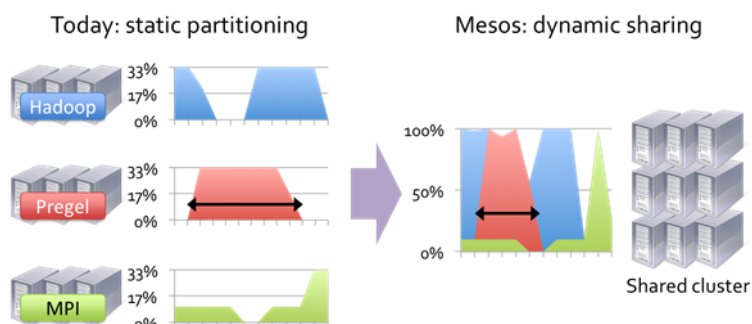 Today: static partitioning
Mesos: dynamic sharing
33%
17%
0%
Hadoop
33%
17%
0%
Pregel
33%
17%
0%
MPI
100%
50%
0%
Shared cluster